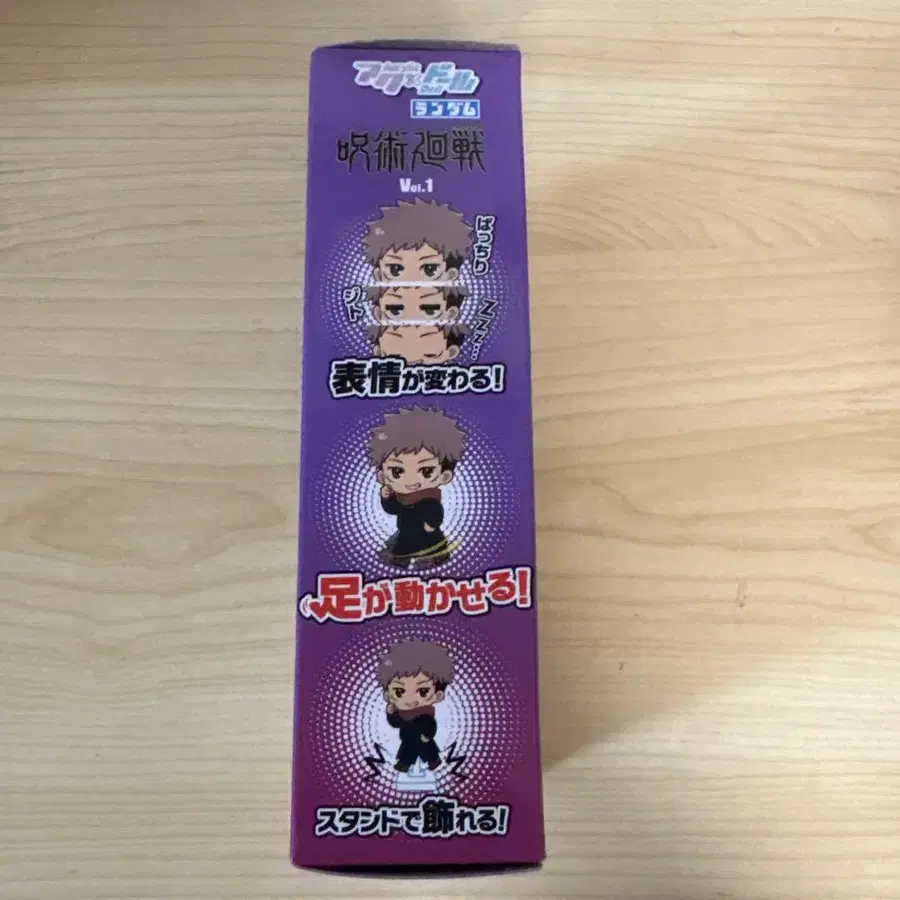 アクリルドール
ランダム
呪術廻戦
Vol.1
ぱっちり
ジト
Zzz...
表情が変わる!
足が動かせる!
スタンドで飾れる!